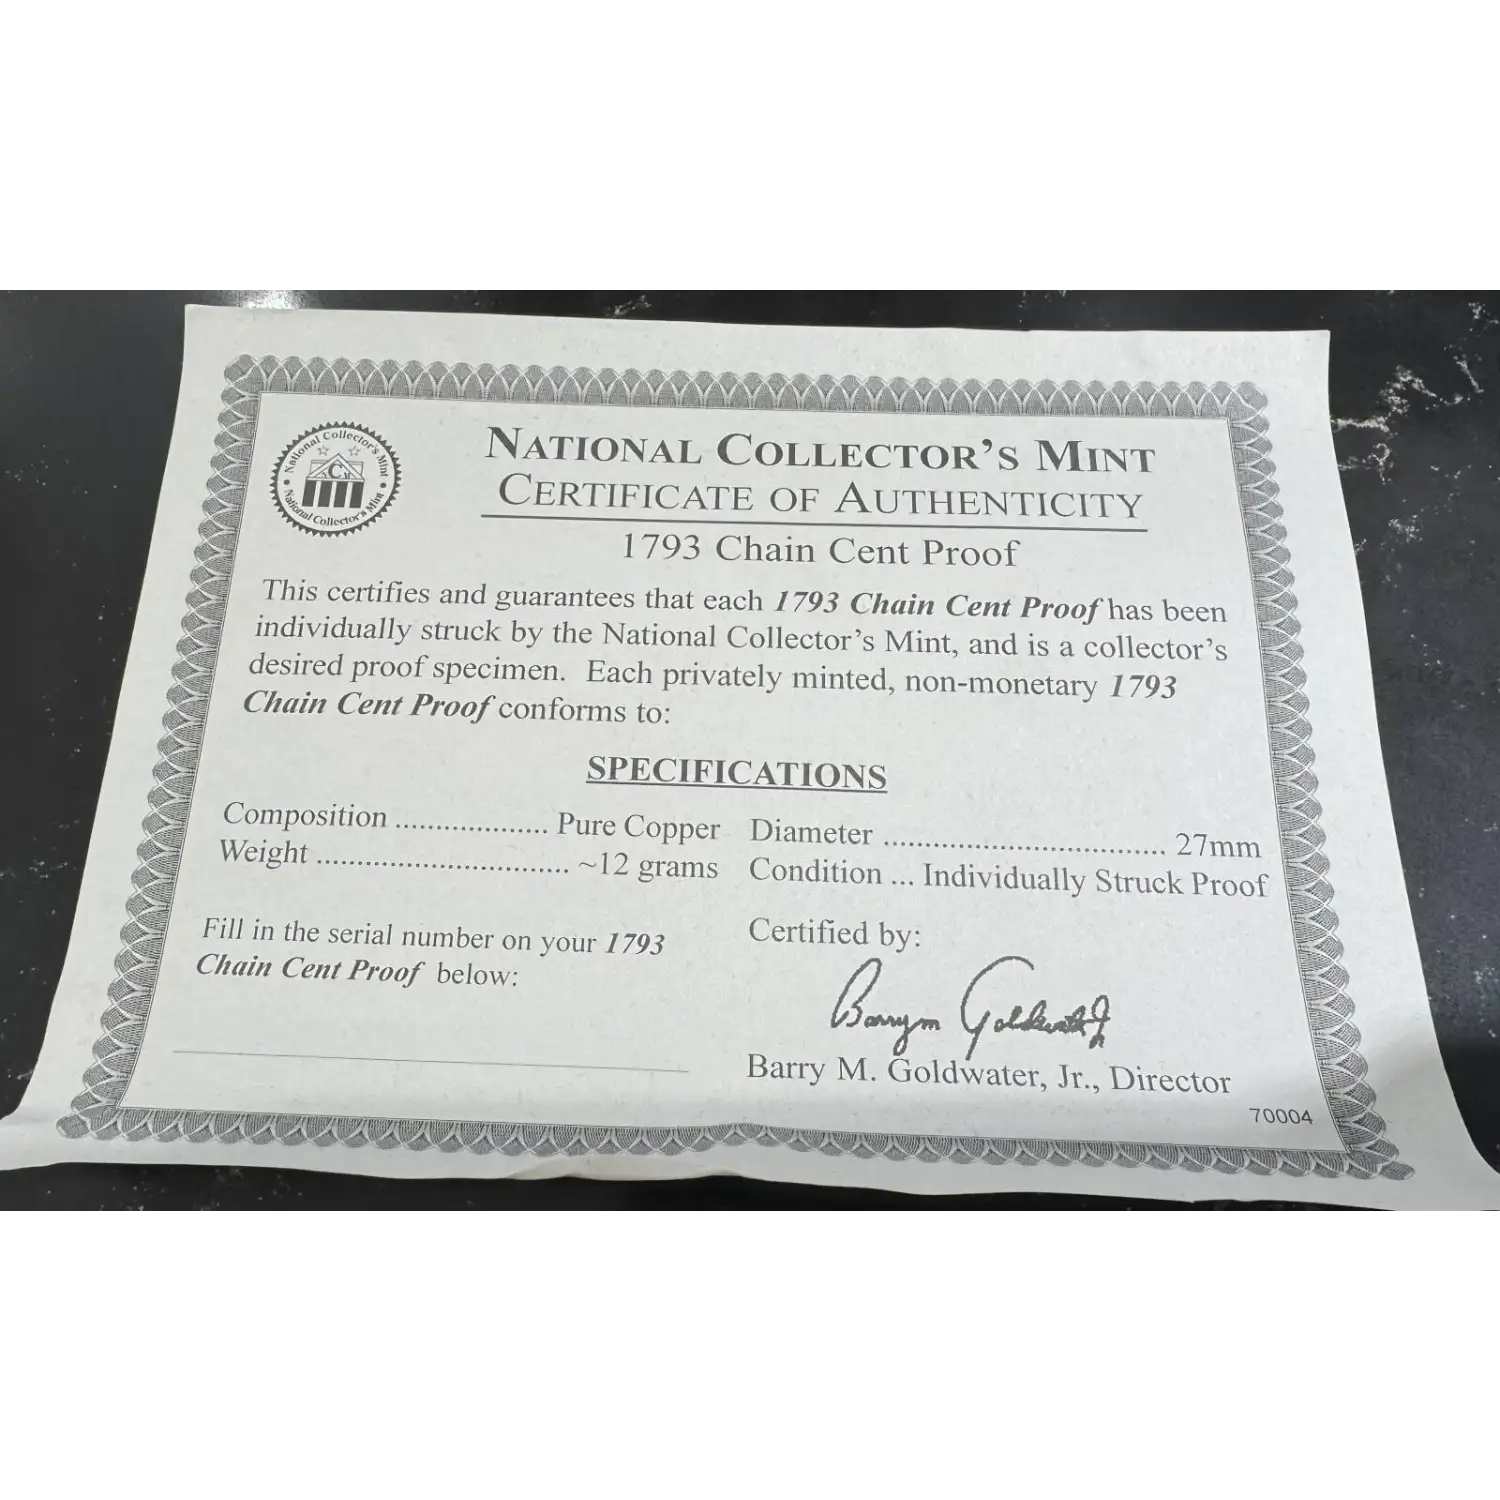 National Collector's Mint
C
National Collector's Mint
NATIONAL COLLECTOR'S MINT
CERTIFICATE OF AUTHENTICITY
1793 Chain Cent Proof
This certifies and guarantees that each 1793 Chain Cent Proof has been
individually struck by the National Collector's Mint, and is a collector's
desired proof specimen. Each privately minted, non-monetary 1793
Chain Cent Proof conforms to:
SPECIFICATIONS
Composition ................... Pure Copper Diameter .................................. 27mm
Weight ............................... ~12 grams Condition ... Individually Struck Proof
Fill in the serial number on your 1793
Chain Cent Proof below:
Certified by:
Barry M Goldwater Jr
Barry M. Goldwater, Jr., Director
70004